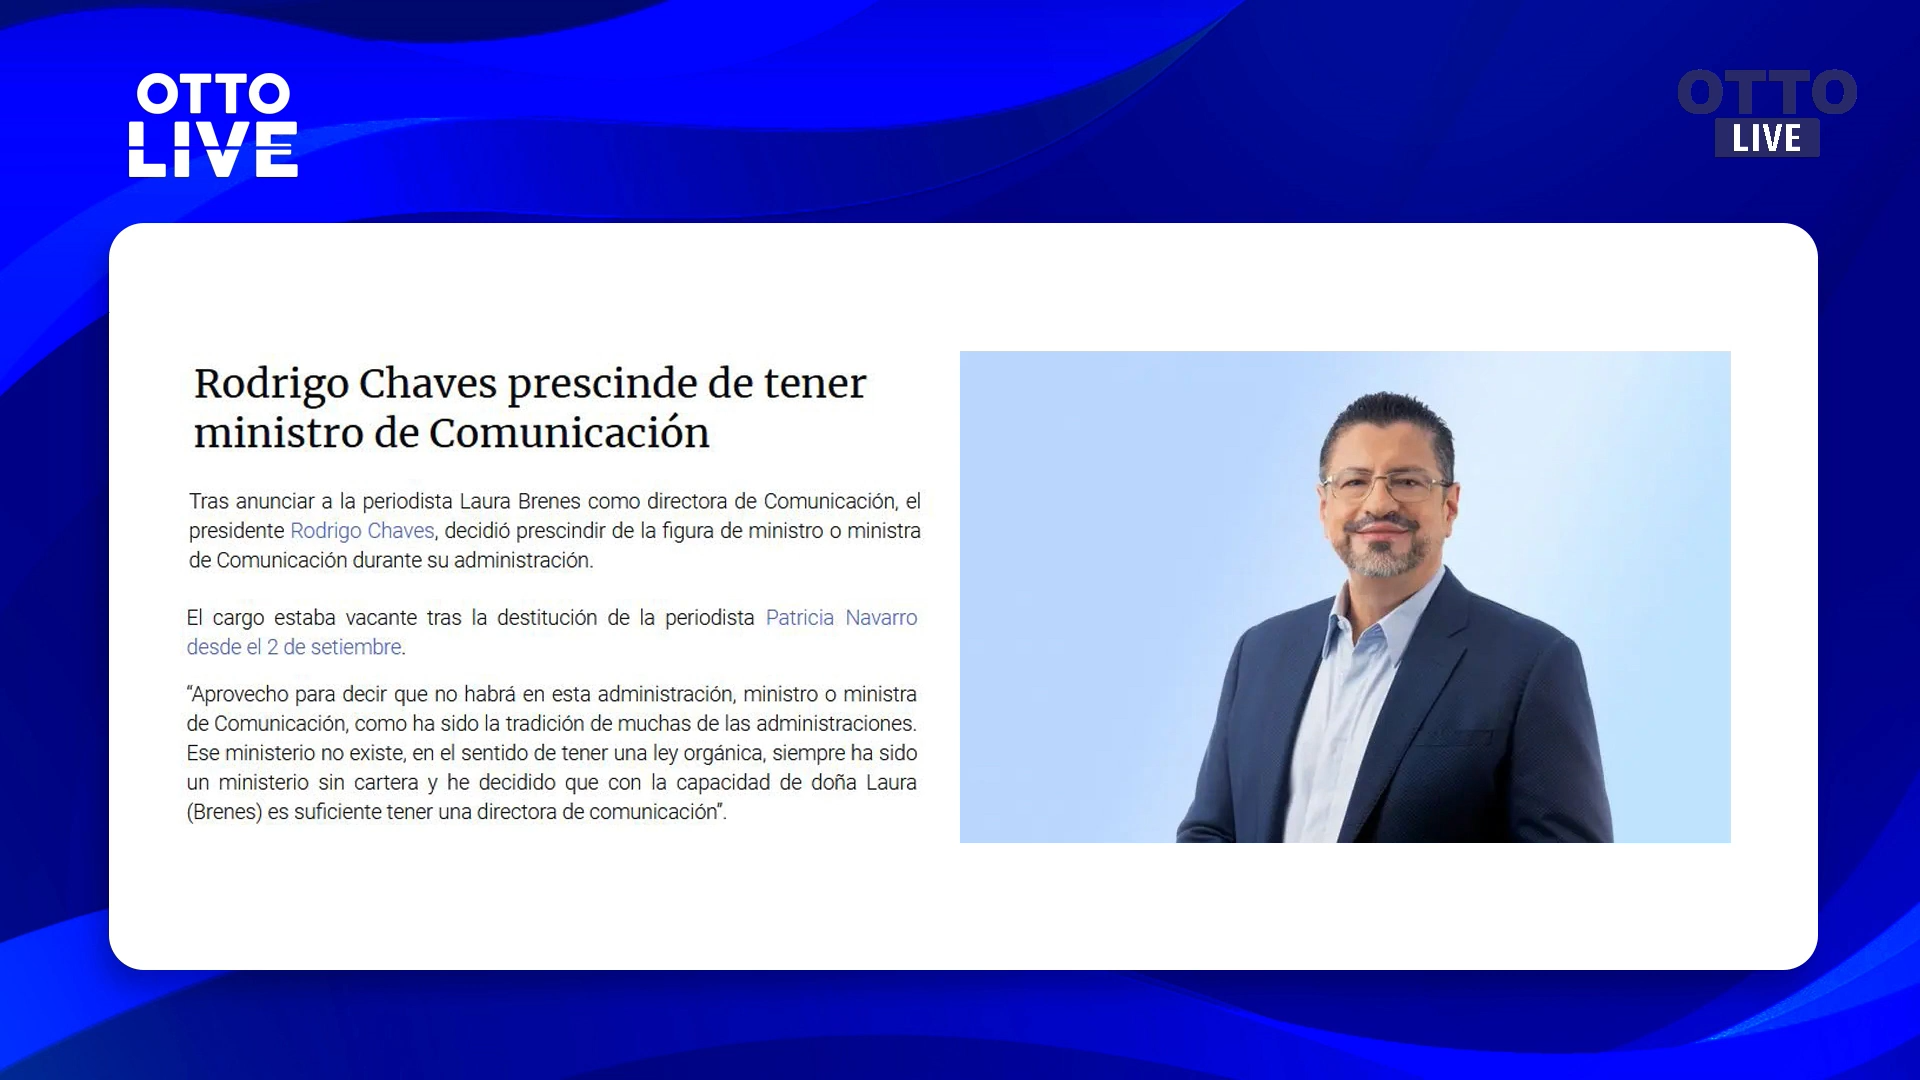 OTTO
LIVE
OTTO
LIVE
Rodrigo Chaves prescinde de tener
ministro de Comunicación
Tras anunciar a la periodista Laura Brenes como directora de Comunicación, el
presidente Rodrigo Chaves, decidió prescindir de la figura de ministro o ministra
de Comunicación durante su administración.
El cargo estaba vacante tras la destitución de la periodista Patricia Navarro
desde el 2 de setiembre.
“Aprovecho para decir que no habrá en esta administración, ministro o ministra
de Comunicación, como ha sido la tradición de muchas de las administraciones.
Ese ministerio no existe, en el sentido de tener una ley orgánica, siempre ha sido
un ministerio sin cartera y he decidido que con la capacidad de doña Laura
(Brenes) es suficiente tener una directora de comunicación”.